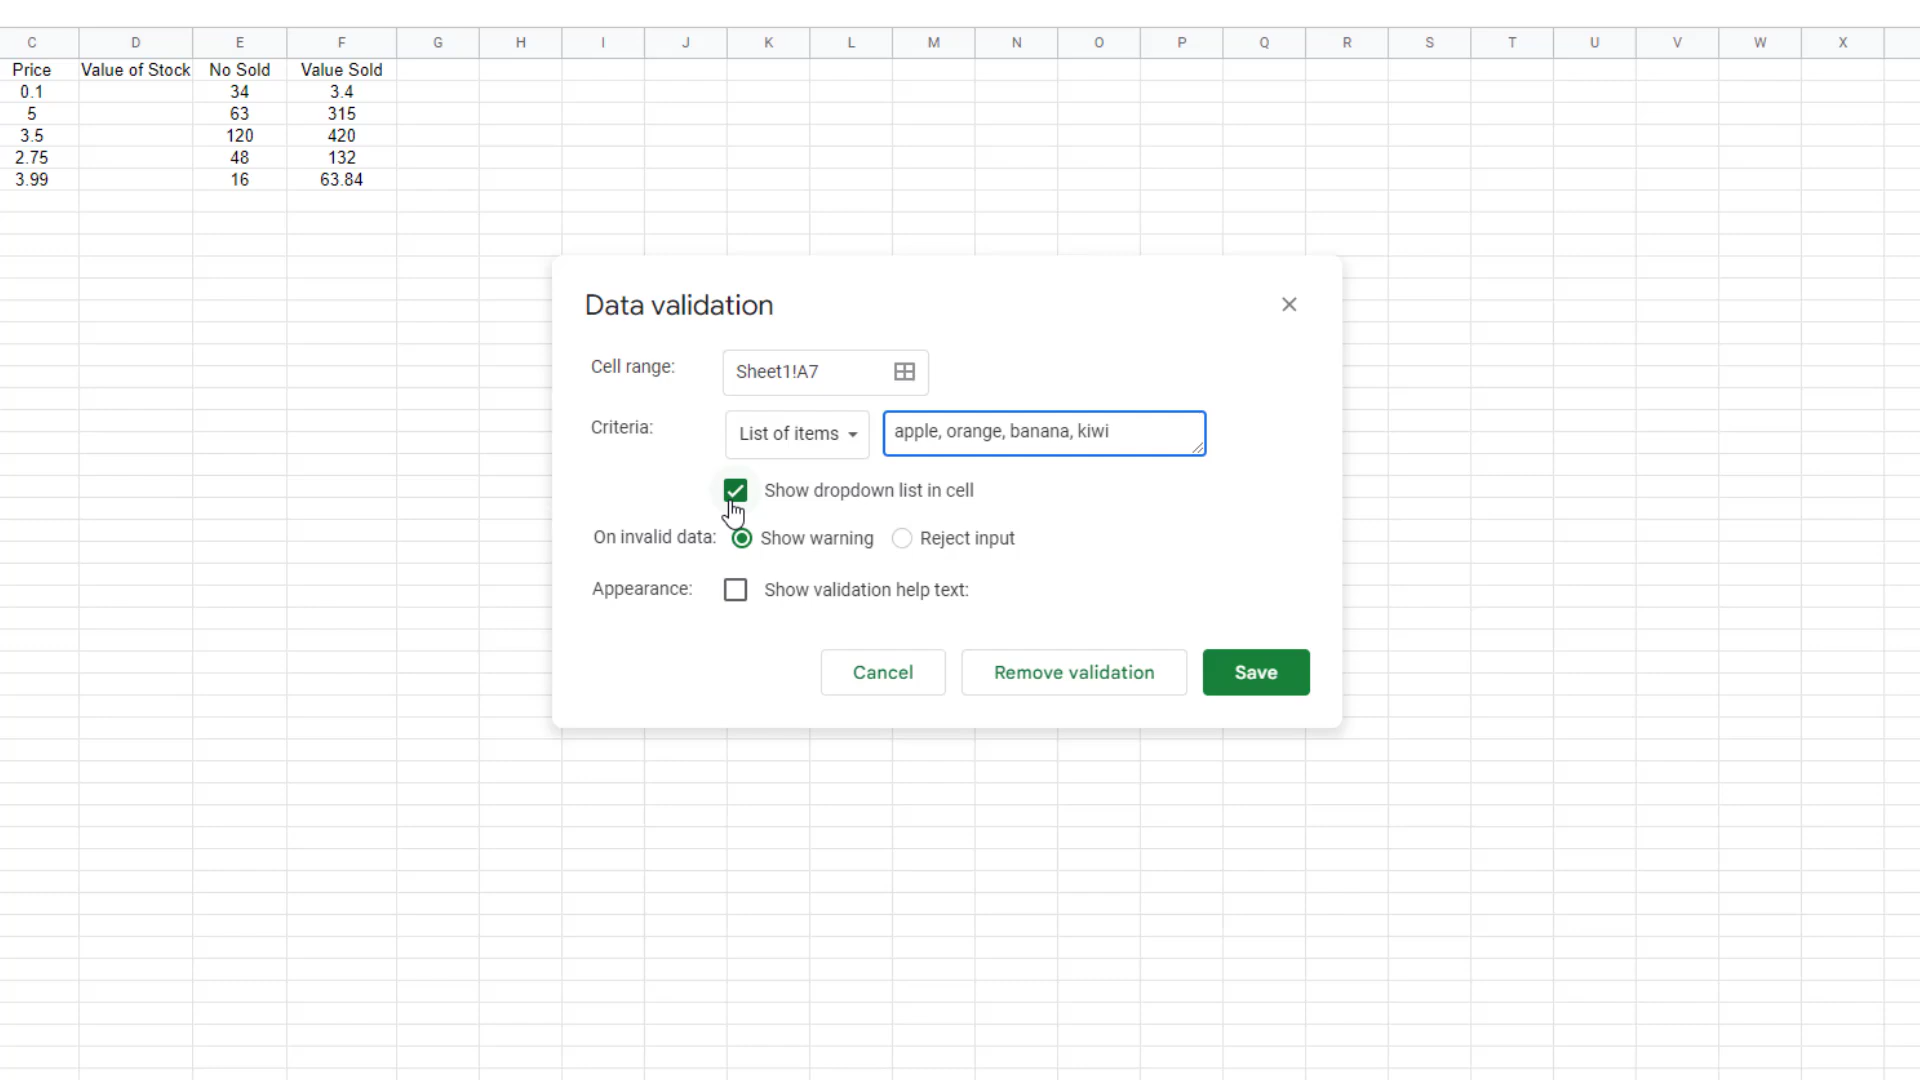 C D E F G H I J K L M N O P Q R S T U V W X
Price Value of Stock No Sold Value Sold
0.1 34 3.4
5 63 315
3.5 120 420
2.75 48 132
3.99 16 63.84
Data validation
Cell range: Sheet1!A7
Criteria: List of items apple, orange, banana, kiwi
Show dropdown list in cell
On invalid data: Show warning Reject input
Appearance: Show validation help text:
Cancel Remove validation Save